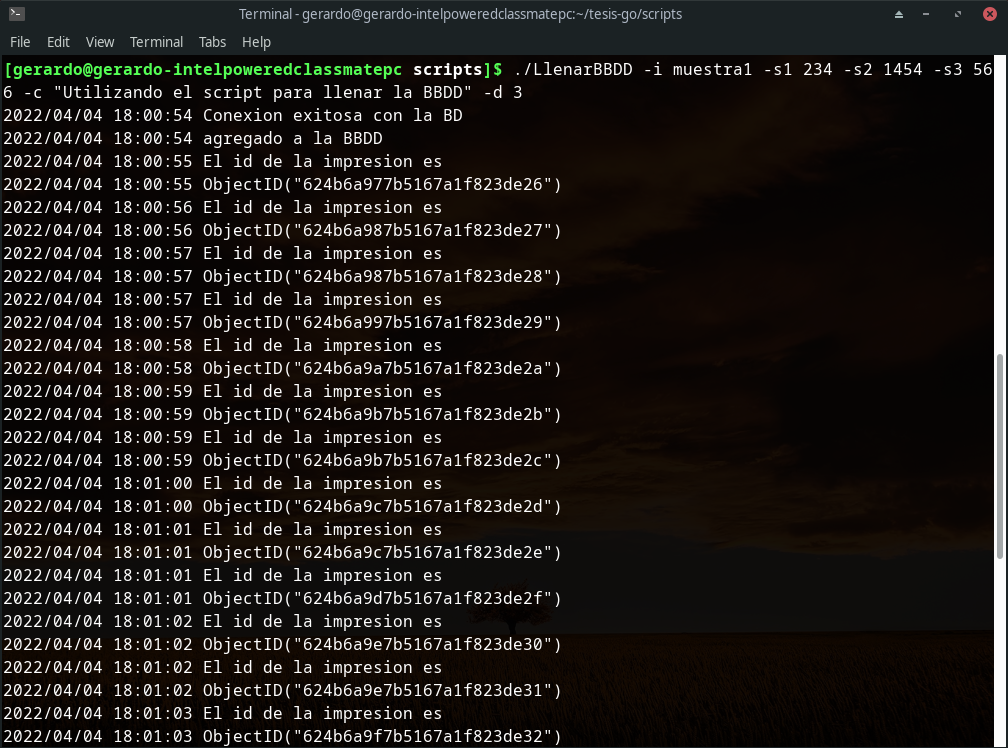 Terminal - gerardo@gerardo-intelpoweredclassmatepc:~/tesis-go/scripts
File Edit View Terminal Tabs Help
[gerardo@gerardo-intelpoweredclassmatepc scripts]$ ./LlenarBBDD -i muestra1 -s1 234 -s2 1454 -s3 56
6 -c "Utilizando el script para llenar la BBDD" -d 3
2022/04/04 18:00:54 Conexion exitosa con la BD
2022/04/04 18:00:54 agregado a la BBDD
2022/04/04 18:00:55 El id de la impresion es
2022/04/04 18:00:55 ObjectID("624b6a977b5167a1f823de26")
2022/04/04 18:00:56 El id de la impresion es
2022/04/04 18:00:56 ObjectID("624b6a987b5167a1f823de27")
2022/04/04 18:00:57 El id de la impresion es
2022/04/04 18:00:57 ObjectID("624b6a987b5167a1f823de28")
2022/04/04 18:00:57 El id de la impresion es
2022/04/04 18:00:57 ObjectID("624b6a997b5167a1f823de29")
2022/04/04 18:00:58 El id de la impresion es
2022/04/04 18:00:58 ObjectID("624b6a9a7b5167a1f823de2a")
2022/04/04 18:00:59 El id de la impresion es
2022/04/04 18:00:59 ObjectID("624b6a9b7b5167a1f823de2b")
2022/04/04 18:00:59 El id de la impresion es
2022/04/04 18:00:59 ObjectID("624b6a9b7b5167a1f823de2c")
2022/04/04 18:01:00 El id de la impresion es
2022/04/04 18:01:00 ObjectID("624b6a9c7b5167a1f823de2d")
2022/04/04 18:01:01 El id de la impresion es
2022/04/04 18:01:01 ObjectID("624b6a9c7b5167a1f823de2e")
2022/04/04 18:01:01 El id de la impresion es
2022/04/04 18:01:01 ObjectID("624b6a9d7b5167a1f823de2f")
2022/04/04 18:01:02 El id de la impresion es
2022/04/04 18:01:02 ObjectID("624b6a9e7b5167a1f823de30")
2022/04/04 18:01:02 El id de la impresion es
2022/04/04 18:01:02 ObjectID("624b6a9e7b5167a1f823de31")
2022/04/04 18:01:03 El id de la impresion es
2022/04/04 18:01:03 ObjectID("624b6a9f7b5167a1f823de32")